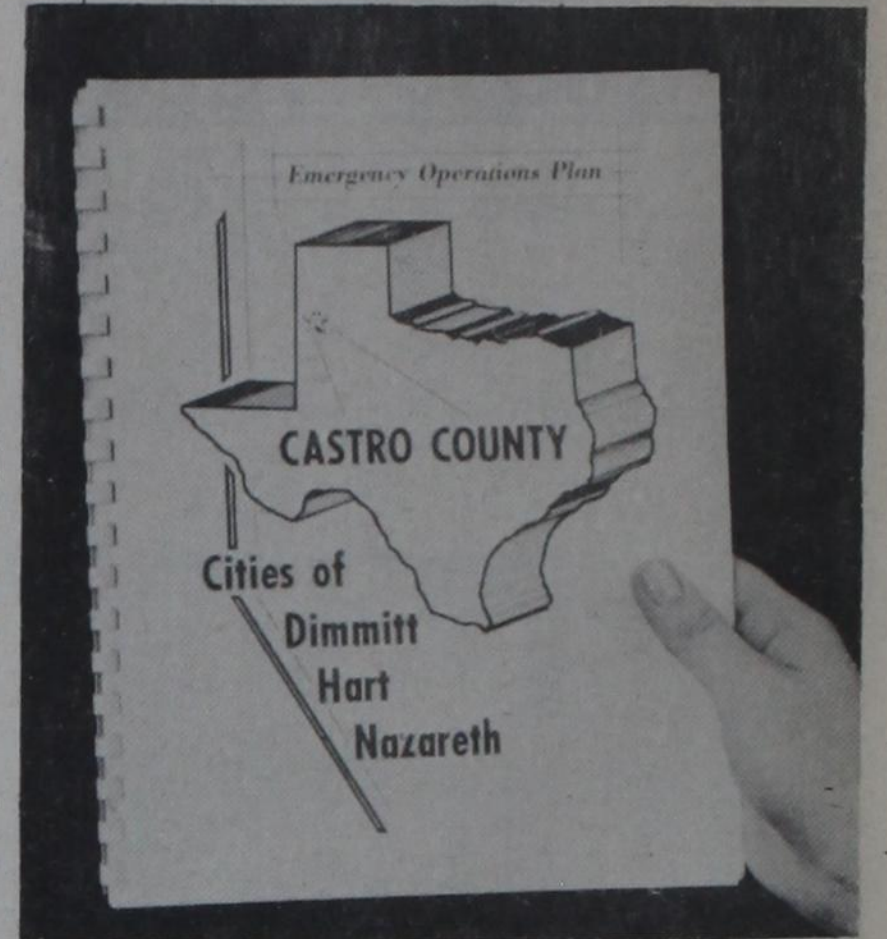 Emergency Operations Plan
CASTRO COUNTY
Cities of
Dimmitt
Hart
Nazareth